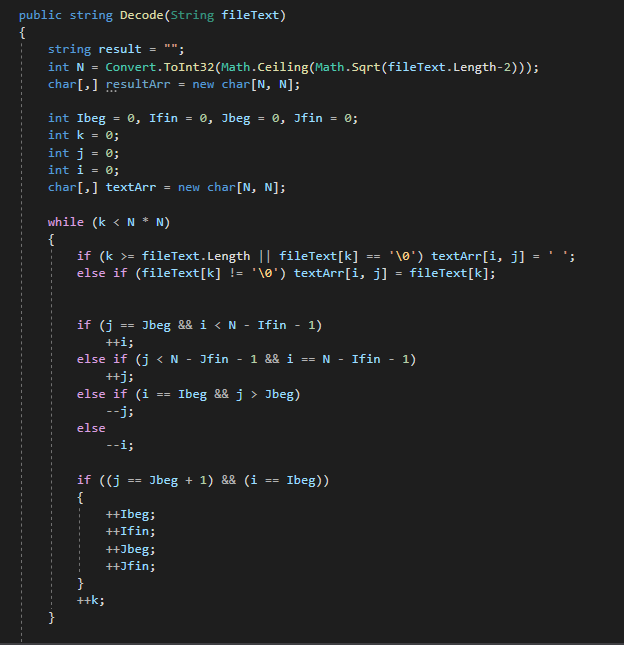 public string Decode(String fileText)
{
string result = "";
int N = Convert.ToInt32(Math.Ceiling(Math.Sqrt(fileText.Length-2)));
char[,] resultArr = new char[N, N];
int Ibeg = 0, Ifin = 0, Jbeg = 0, Jfin = 0;
int k = 0;
int j = 0;
int i = 0;
char[,] textArr = new char[N, N];
while (k < N * N)
{
if (k >= fileText.Length || fileText[k] == '\0') textArr[i, j] = ' ';
else if (fileText[k] != '\0') textArr[i, j] = fileText[k];
if (j == Jbeg && i < N - Ifin - 1)
++i;
else if (j < N - Jfin - 1 && i == N - Ifin - 1)
++j;
else if (i == Ibeg && j > Jbeg)
--j;
else
--i;
if ((j == Jbeg + 1) && (i == Ibeg))
{
++Ibeg;
++Ifin;
++Jbeg;
++Jfin;
}
++k;
}